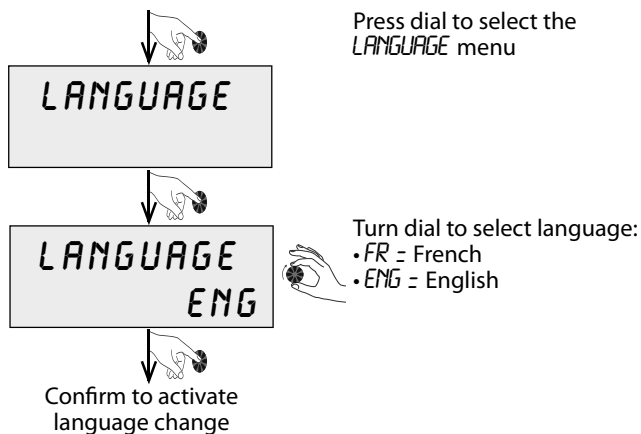 Press dial to select the
LANGUAGE menu
LANGUAGE
LANGUAGE
ENG
Turn dial to select language:
• FR = French
• ENG = English
Confirm to activate
language change